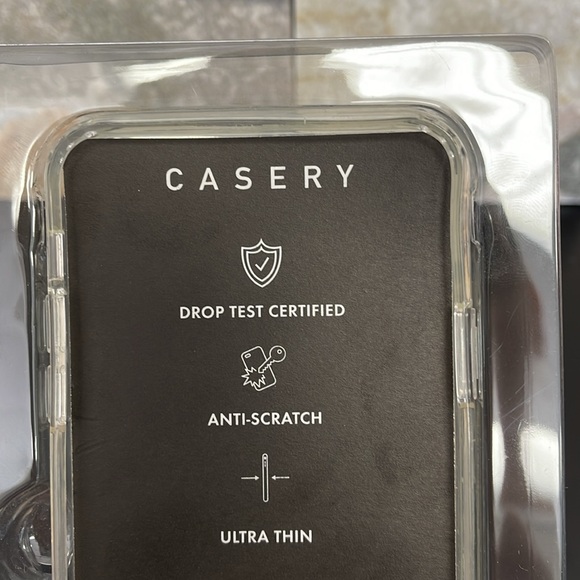 CASERY
DROP TEST CERTIFIED
ANTI-SCRATCH
ULTRA THIN